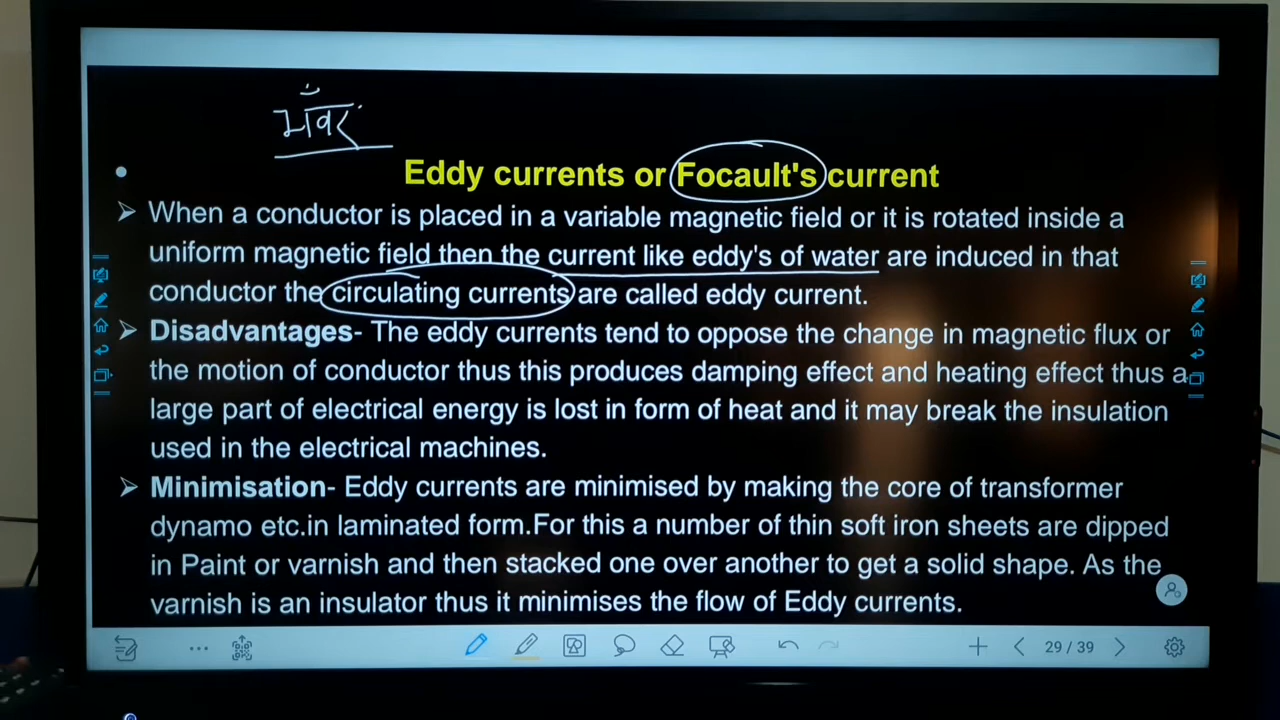 भँवर
Eddy currents or Focault's current
When a conductor is placed in a variable magnetic field or it is rotated inside a
uniform magnetic field then the current like eddy's of water are induced in that
conductor the circulating currents are called eddy current.
Disadvantages- The eddy currents tend to oppose the change in magnetic flux or
the motion of conductor thus this produces damping effect and heating effect thus a
large part of electrical energy is lost in form of heat and it may break the insulation
used in the electrical machines.
Minimisation- Eddy currents are minimised by making the core of transformer
dynamo etc.in laminated form.For this a number of thin soft iron sheets are dipped
in Paint or varnish and then stacked one over another to get a solid shape. As the
varnish is an insulator thus it minimises the flow of Eddy currents.
29 / 39